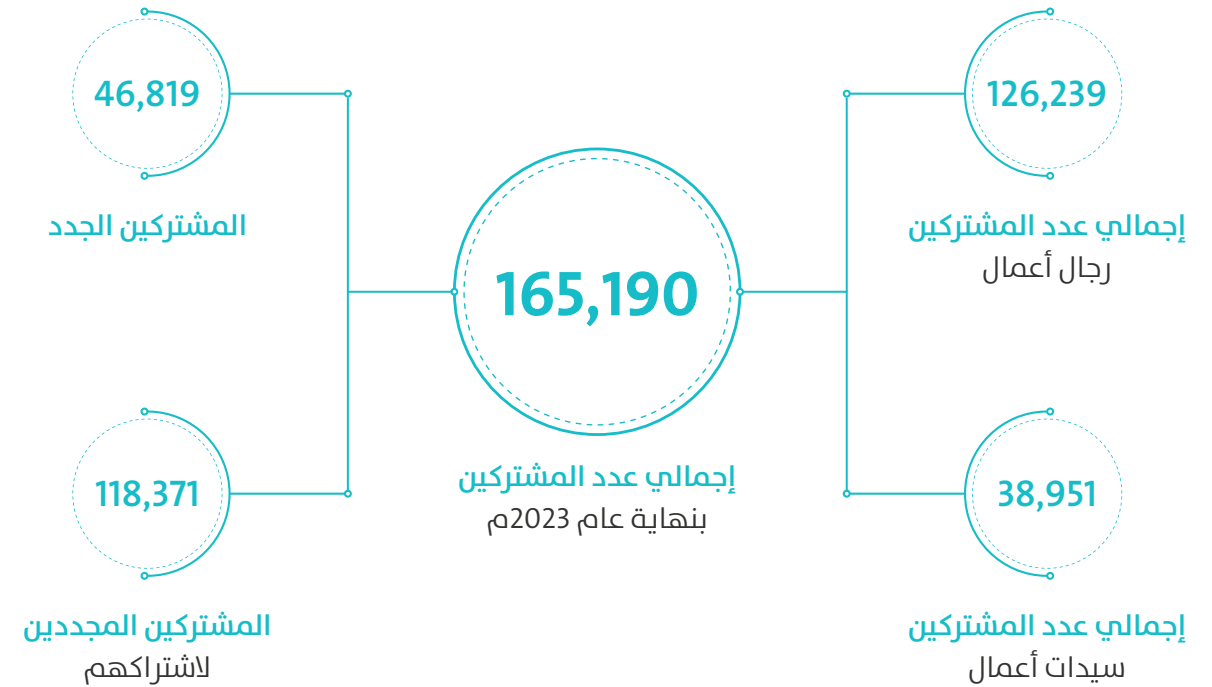 126,239
إجمالي عدد المشتركين
رجال أعمال
38,951
إجمالي عدد المشتركين
سيدات أعمال
165,190
إجمالي عدد المشتركين
بنهاية عام 2023م
46,819
المشتركين الجدد
118,371
المشتركين المجددين
لاشتراكهم